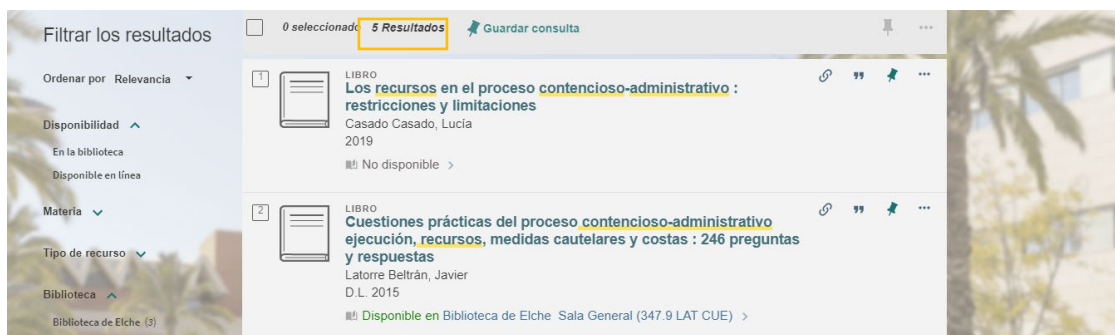 Filtrar los resultados
Ordenar por Relevancia
Disponibilidad
En la biblioteca
Disponible en línea
Materia
Tipo de recurso
Biblioteca
Biblioteca de Elche (3)
0 seleccionado 5 Resultados Guardar consulta
1
LIBRO
Los recursos en el proceso contencioso-administrativo :
restricciones y limitaciones
Casado Casado, Lucía
2019
No disponible >
2
LIBRO
Cuestiones prácticas del proceso contencioso-administrativo
ejecución, recursos, medidas cautelares y costas : 246 preguntas
y respuestas
Latorre Beltrán, Javier
D.L. 2015
Disponible en Biblioteca de Elche Sala General (347.9 LAT CUE) >